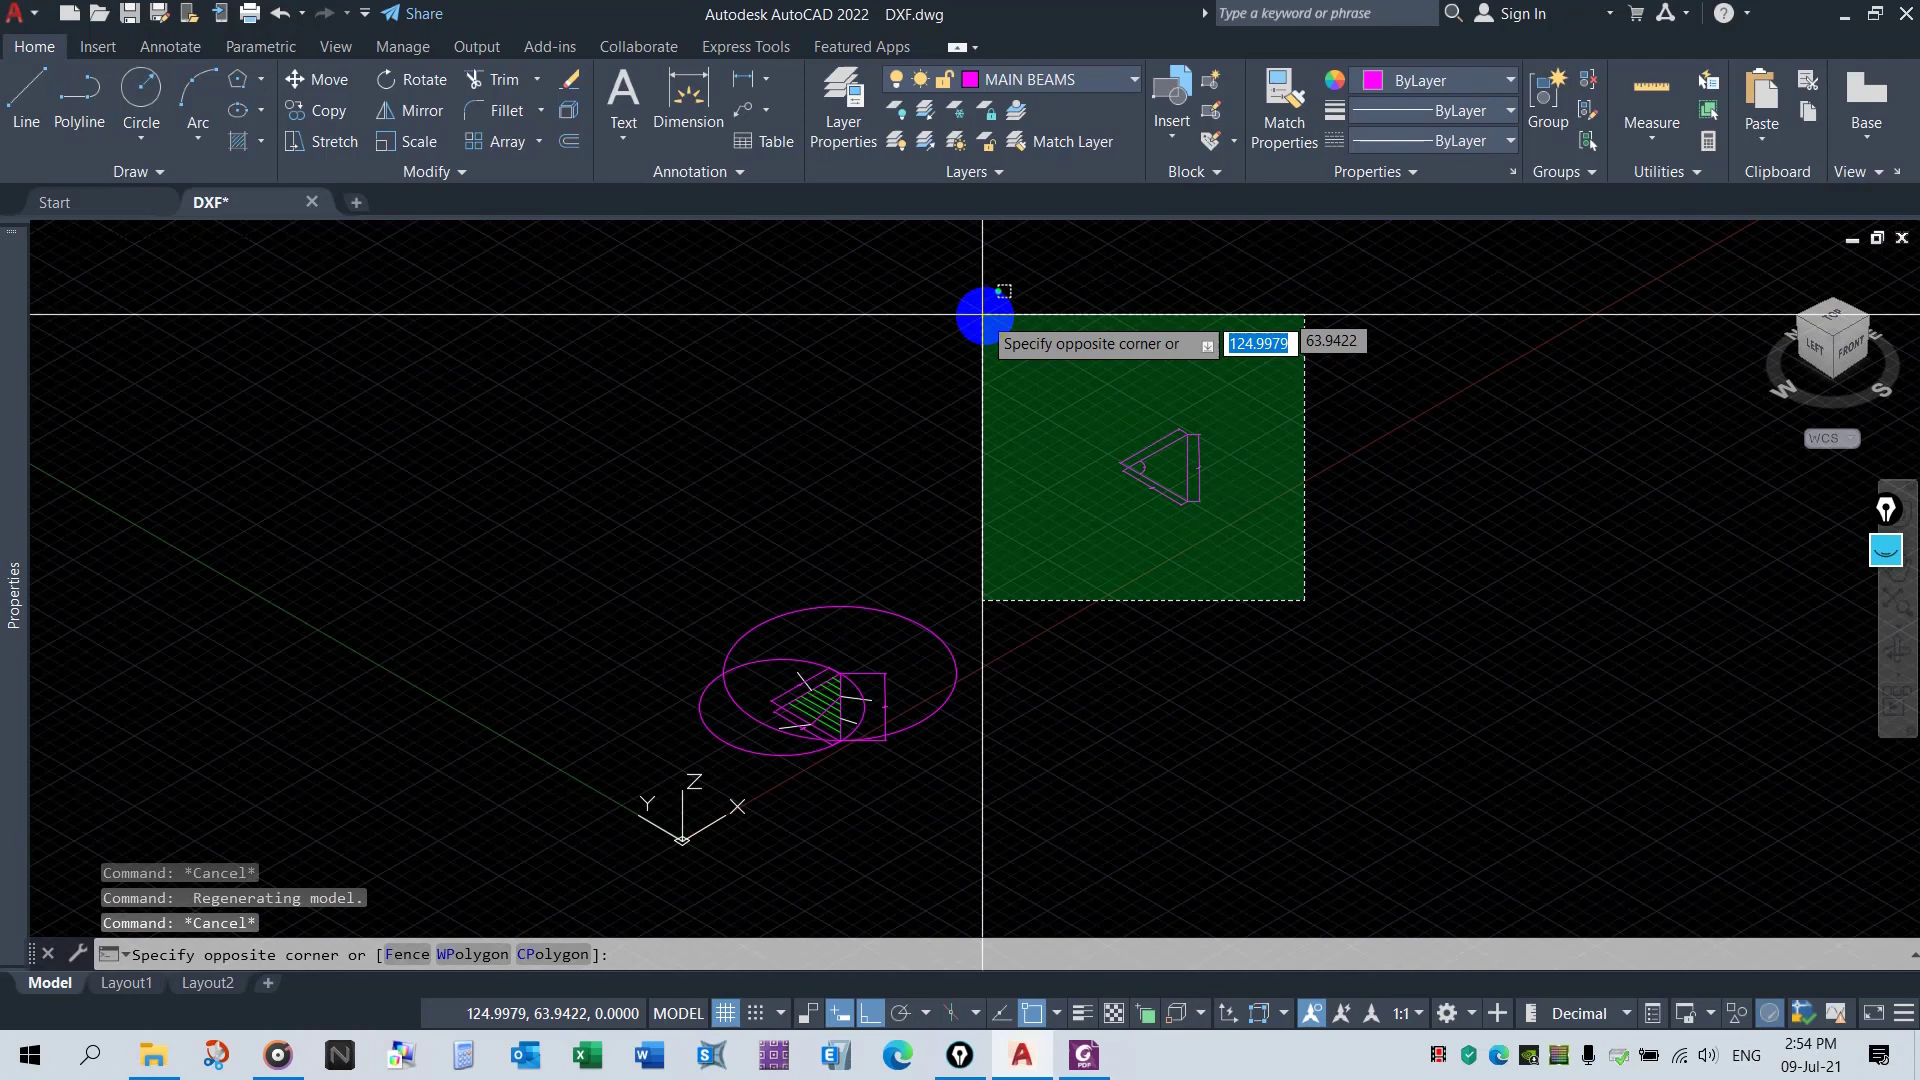 Share
Autodesk AutoCAD 2022 DXF.dwg
Type a keyword or phrase
Sign In
Home Insert Annotate Parametric View Manage Output Add-ins Collaborate Express Tools Featured Apps
Line Polyline Circle Arc
Move Rotate Trim
Copy Mirror Fillet
Stretch Scale Array
Text Dimension Table
Layer Properties
MAIN BEAMS
Match Layer
Insert
Match Properties
ByLayer
ByLayer
ByLayer
Group
Measure
Paste
Base
Draw Modify Annotation Layers Block Properties Groups Utilities Clipboard View
Start DXF*
TOP
LEFT FRONT
W S
WCS
Specify opposite corner or 124.9979 63.9422
Properties
Z
Y X
Command: *Cancel*
Command: Regenerating model.
Command: *Cancel*
Specify opposite corner or [Fence WPolygon CPolygon]:
Model Layout1 Layout2 +
124.9979, 63.9422, 0.0000 MODEL 1:1 Decimal
ENG
2:54 PM
09-Jul-21